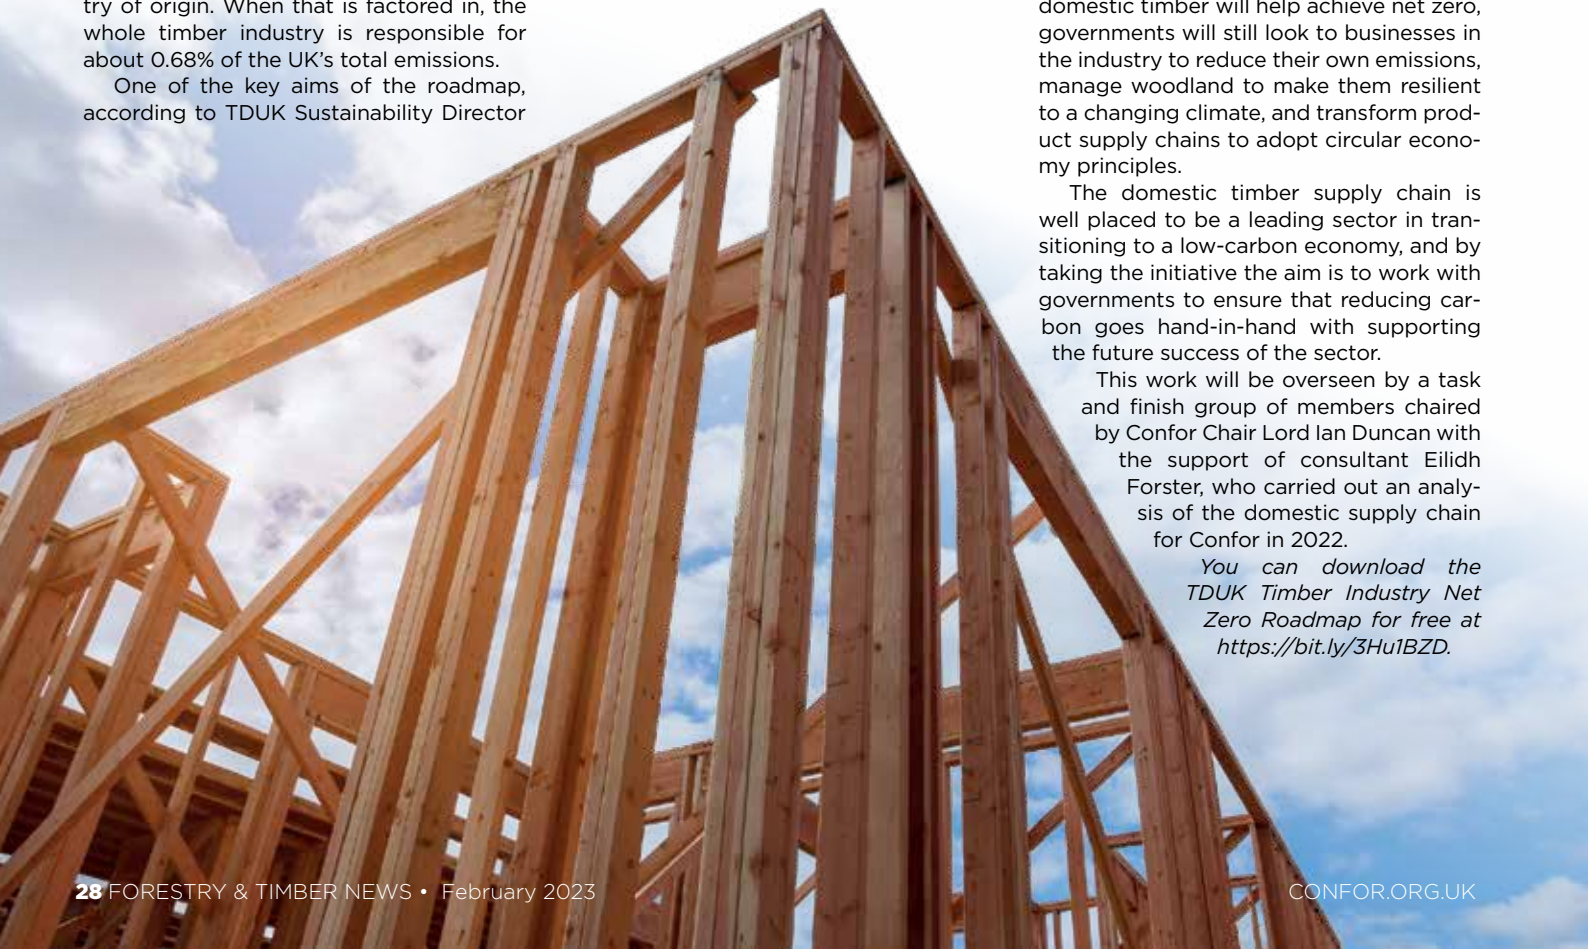 try of origin. When that is factored in, the
whole timber industry is responsible for
about 0.68% of the UK's total emissions.
One of the key aims of the roadmap,
according to TDUK Sustainability Director
domestic timber will help achieve net zero,
governments will still look to businesses in
the industry to reduce their own emissions,
manage woodland to make them resilient
to a changing climate, and transform prod-
uct supply chains to adopt circular econo-
my principles.
The domestic timber supply chain is
well placed to be a leading sector in tran-
sitioning to a low-carbon economy, and by
taking the initiative the aim is to work with
governments to ensure that reducing car-
bon goes hand-in-hand with supporting
the future success of the sector.
This work will be overseen by a task
and finish group of members chaired
by Confor Chair Lord Ian Duncan with
the support of consultant Eilidh
Forster, who carried out an analy-
sis of the domestic supply chain
for Confor in 2022.
You can download the
TDUK Timber Industry Net
Zero Roadmap for free at
https://bit.ly/3Hu1BZD.
28 FORESTRY & TIMBER NEWS • February 2023
CONFOR.ORG.UK